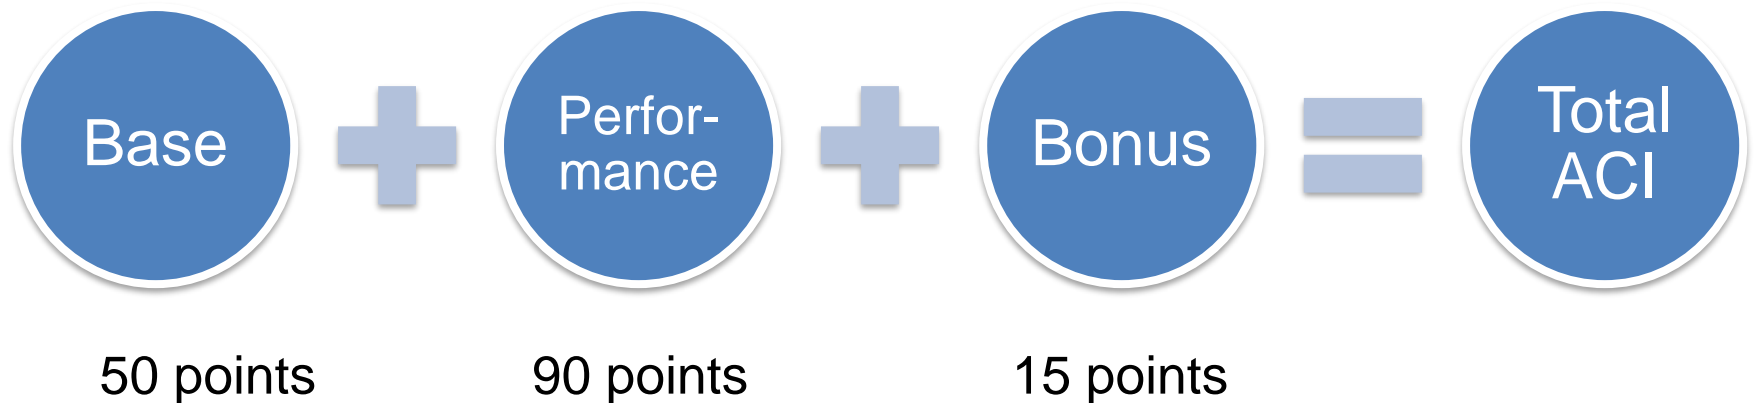 Base
Perfor-
mance
Bonus
Total
ACI
50 points
90 points
15 points